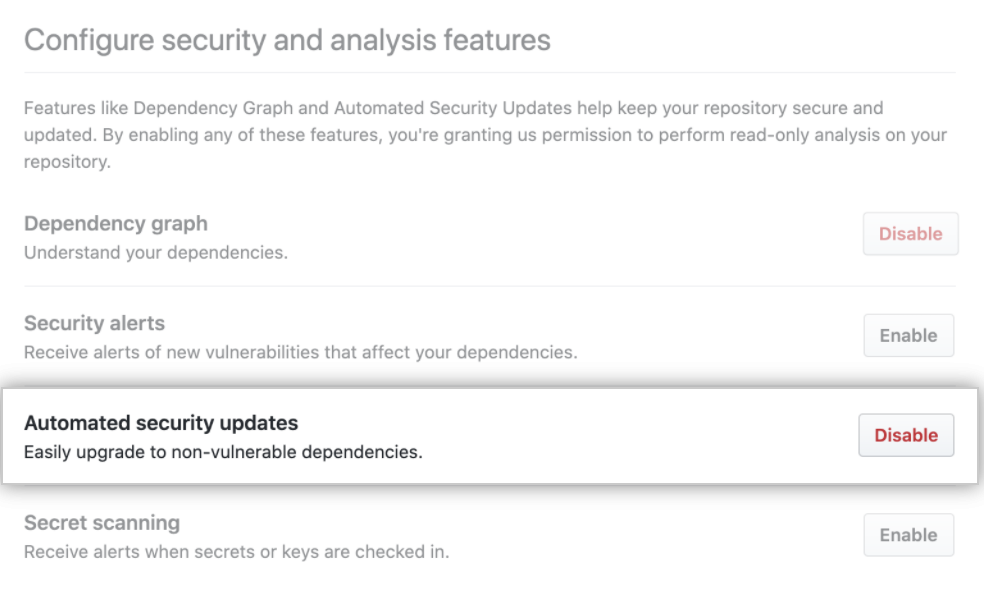 Configure security and analysis features
Features like Dependency Graph and Automated Security Updates help keep your repository secure and
updated. By enabling any of these features, you're granting us permission to perform read-only analysis on your
repository.
Dependency graph
Understand your dependencies.
Disable
Security alerts
Receive alerts of new vulnerabilities that affect your dependencies.
Enable
Automated security updates
Easily upgrade to non-vulnerable dependencies.
Disable
Secret scanning
Receive alerts when secrets or keys are checked in.
Enable